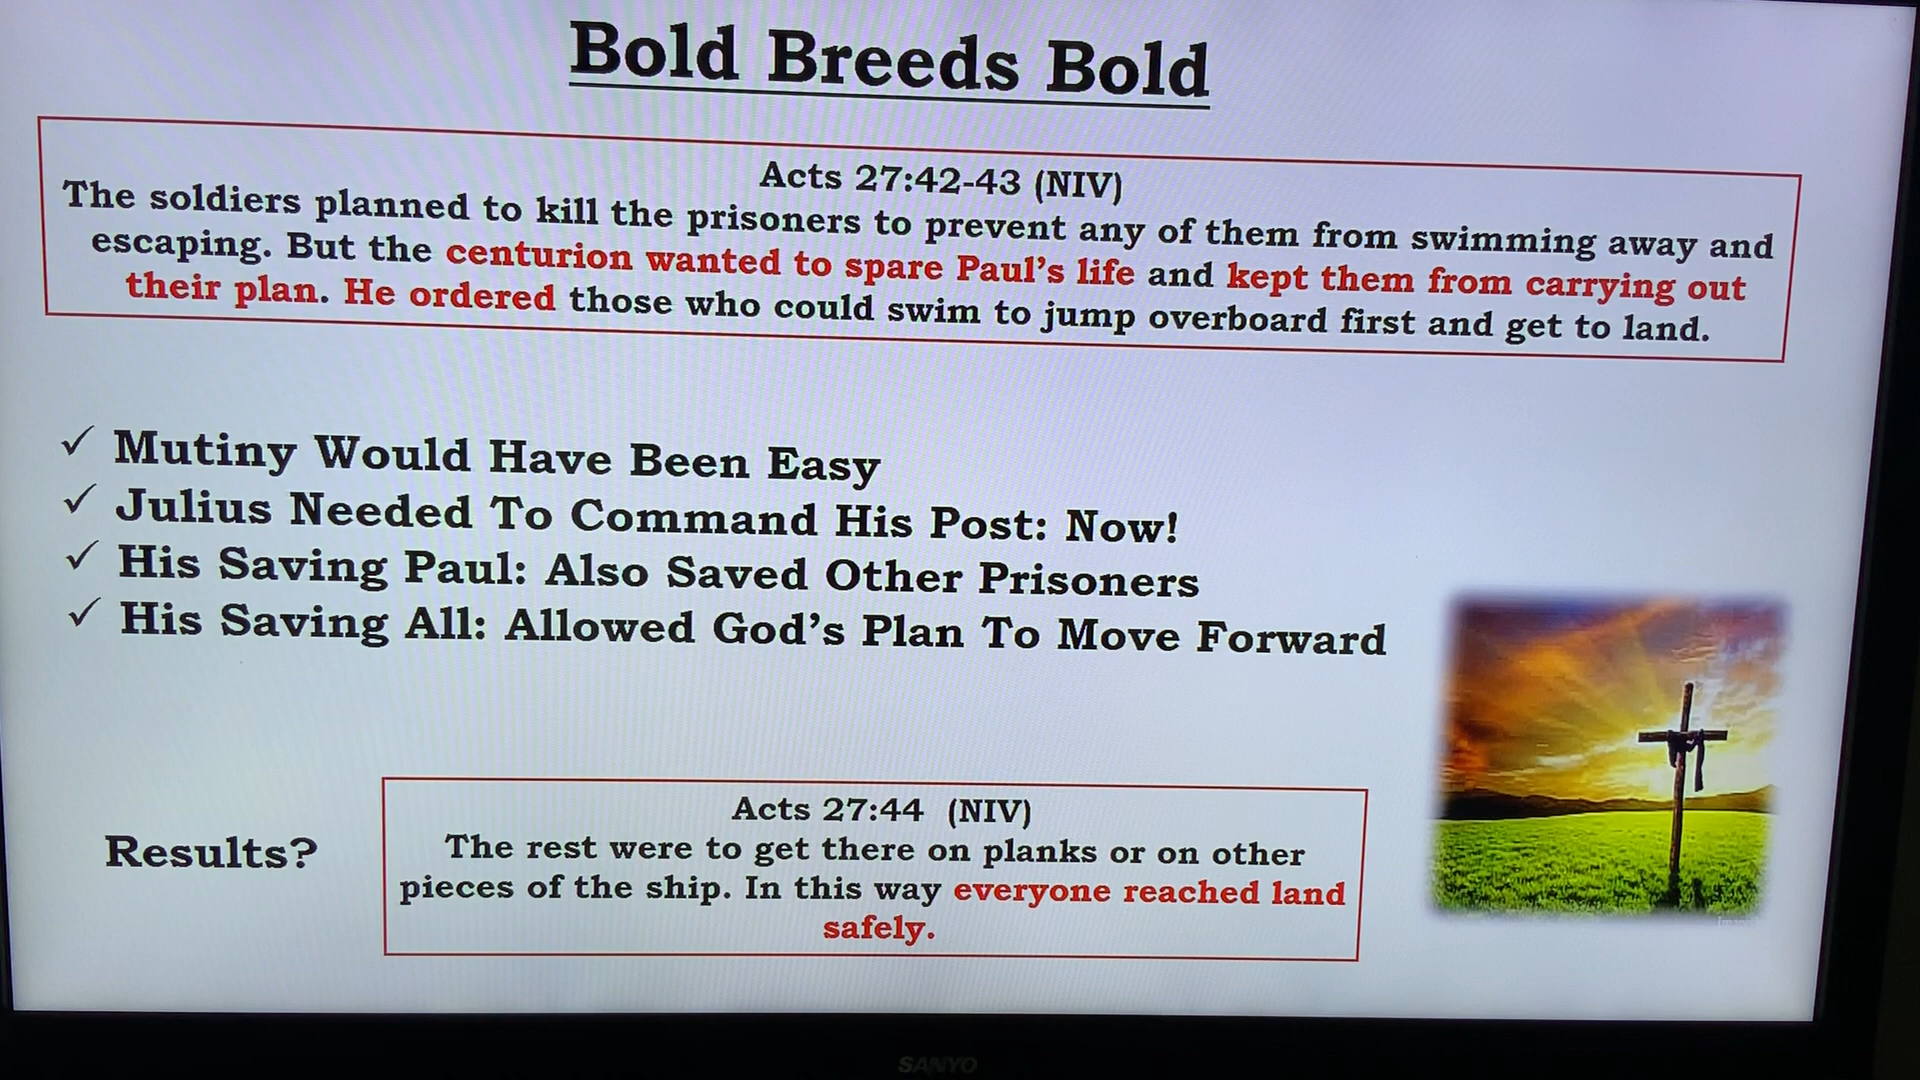 Bold Breeds Bold
Acts 27:42-43 (NIV)
The soldiers planned to kill the prisoners to prevent any of them from swimming away and
escaping. But the centurion wanted to spare Paul's life and kept them from carrying out
their plan. He ordered those who could swim to jump overboard first and get to land.
✓ Mutiny Would Have Been Easy
✓ Julius Needed To Command His Post: Now!
✓ His Saving Paul: Also Saved Other Prisoners
✓ His Saving All: Allowed God's Plan To Move Forward
Results?
Acts 27:44 (NIV)
The rest were to get there on planks or on other
pieces of the ship. In this way everyone reached land
safely.
SANYO